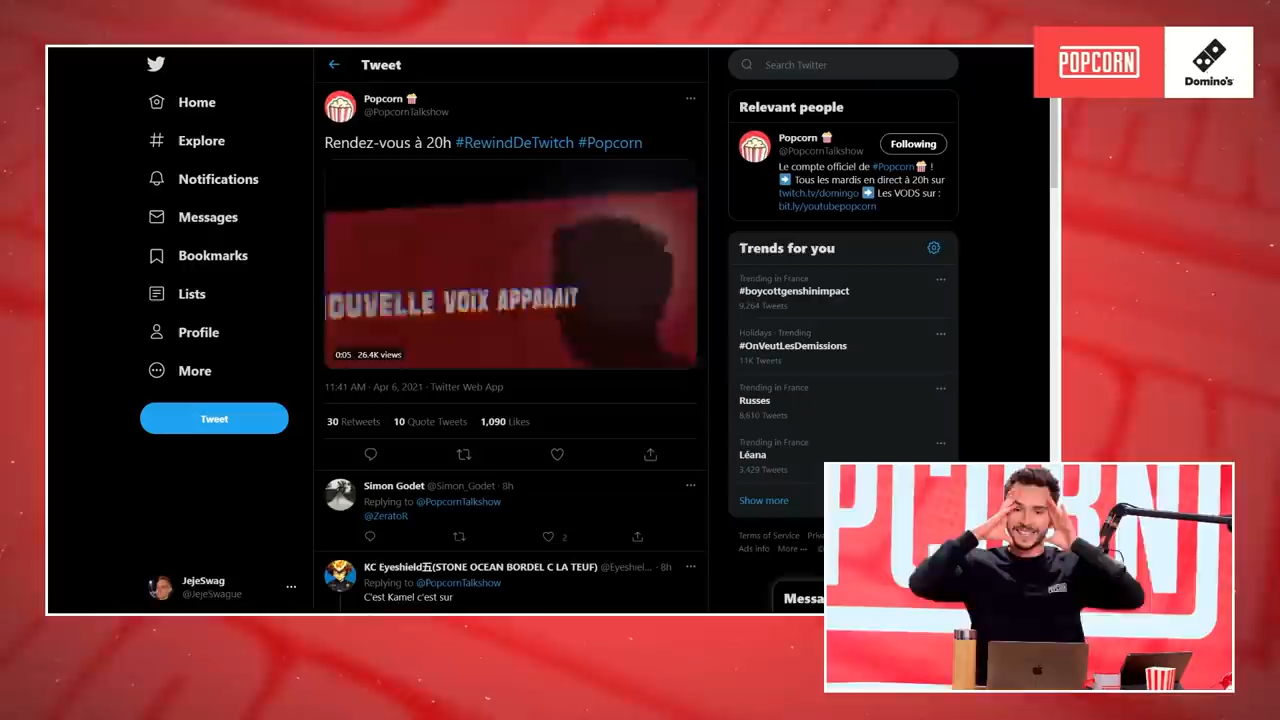 POPCORN
Domino's
Home
Explore
Notifications
Messages
Bookmarks
Lists
Profile
More
Tweet
JejeSwag
@JejeSwague
Tweet
Popcorn 🍿
@PopcornTalkshow
Rendez-vous à 20h #RewindDeTwitch #Popcorn
OUVELLE VOIX APPARAIT
0:05 26.4K views
11:41 AM · Apr 6, 2021 · Twitter Web App
30 Retweets 10 Quote Tweets 1,090 Likes
Simon Godet @Simon_Godet · 8h
Replying to @PopcornTalkshow
@ZeratoR
2
KC Eyeshield五(STONE OCEAN BORDEL C LA TEUF) @Eyeshiel... · 8h
Replying to @PopcornTalkshow
C'est Kamel c'est sur
Search Twitter
Relevant people
Popcorn 🍿
@PopcornTalkshow
Following
Le compte officiel de #Popcorn🍿 !
➡️ Tous les mardis en direct à 20h sur
twitch.tv/domingo ➡️ Les VODS sur :
bit.ly/youtubepopcorn
Trends for you
Trending in France
#boycottgenshinimpact
9,264 Tweets
Holidays · Trending
#OnVeutLesDemissions
11K Tweets
Trending in France
Russes
8,610 Tweets
Trending in France
Léana
3,429 Tweets
Show more
Terms of Service Priva
Ads info More ···
Messa